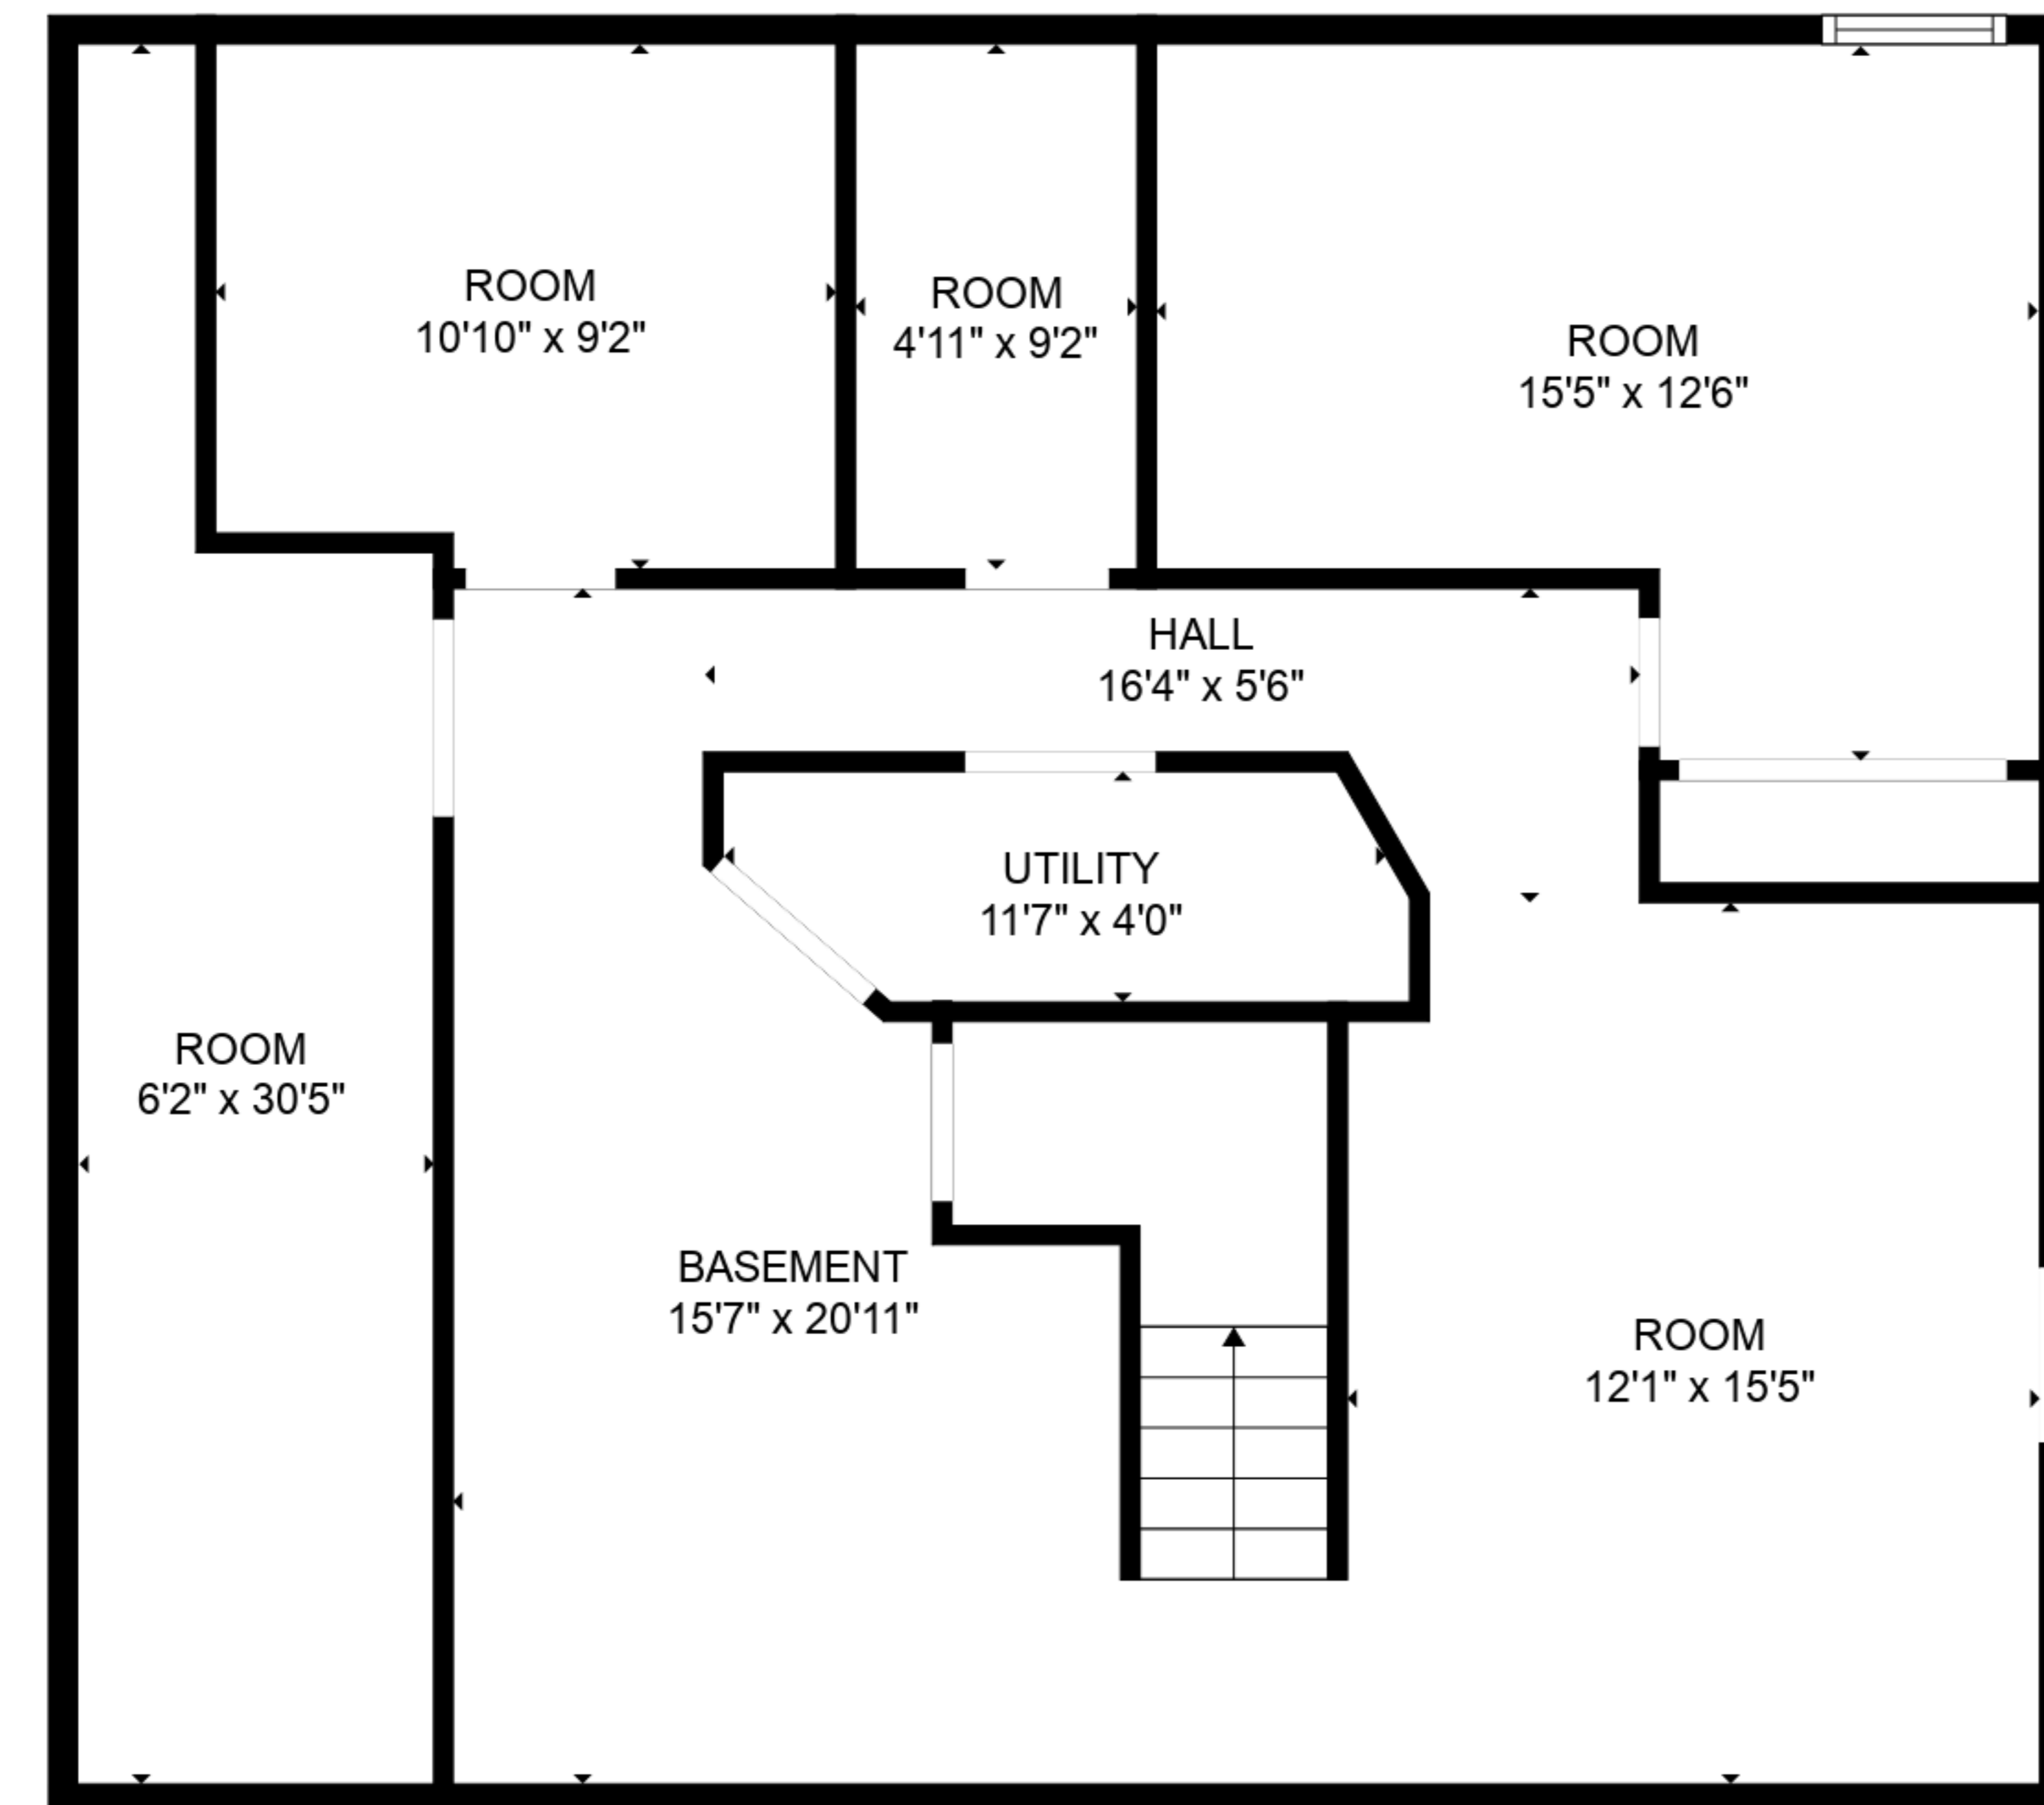 ROOM
10'10" x 9'2"
ROOM
4'11" x 9'2"
ROOM
15'5" x 12'6"
HALL
16'4" x 5'6"
UTILITY
11'7" x 4'0"
ROOM
6'2" x 30'5"
BASEMENT
15'7" x 20'11"
ROOM
12'1" x 15'5"